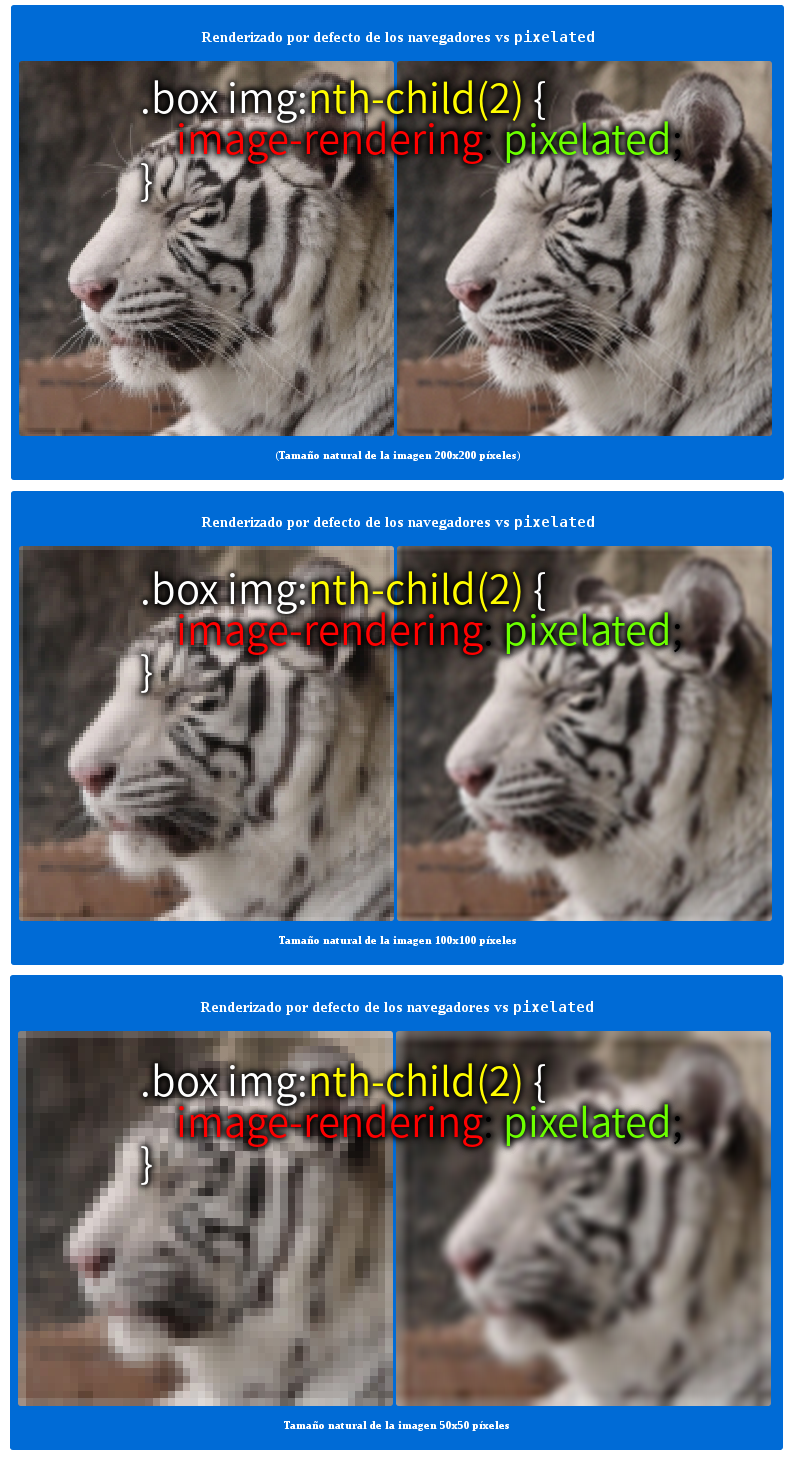 Renderizado por defecto de los navegadores vs pixelated
.box img:nth-child(2) {
image-rendering: pixelated;
}
(Tamaño natural de la imagen 200x200 píxeles)
Renderizado por defecto de los navegadores vs pixelated
.box img:nth-child(2) {
image-rendering: pixelated;
}
Tamaño natural de la imagen 100x100 píxeles
Renderizado por defecto de los navegadores vs pixelated
.box img:nth-child(2) {
image-rendering: pixelated;
}
Tamaño natural de la imagen 50x50 píxeles